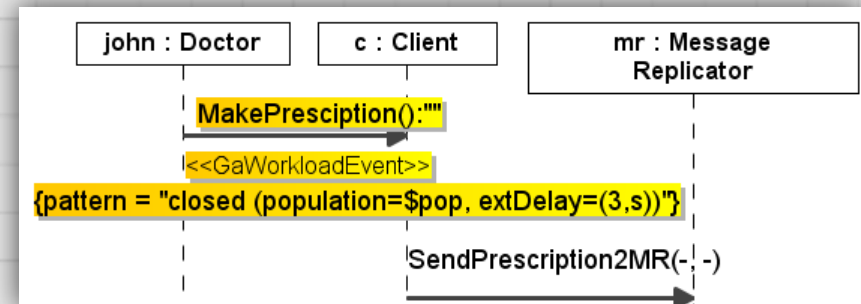 john : Doctor
c : Client
mr : Message
Replicator
MakePresciption():""
<<GaWorkloadEvent>>
{pattern = "closed (population=$pop, extDelay=(3,s))"}
SendPrescription2MR(-, -)